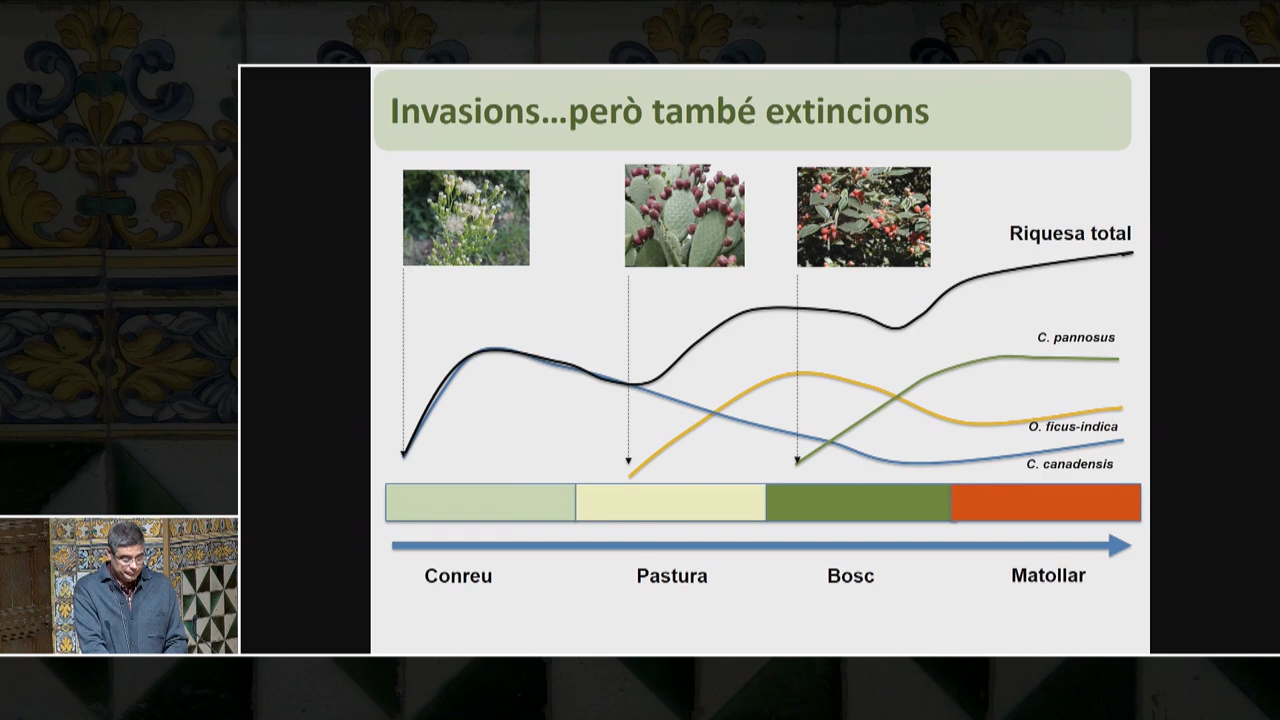 Invasions...però també extincions
Riquesa total
C. pannosus
O. ficus-indica
C. canadensis
Conreu
Pastura
Bosc
Matollar